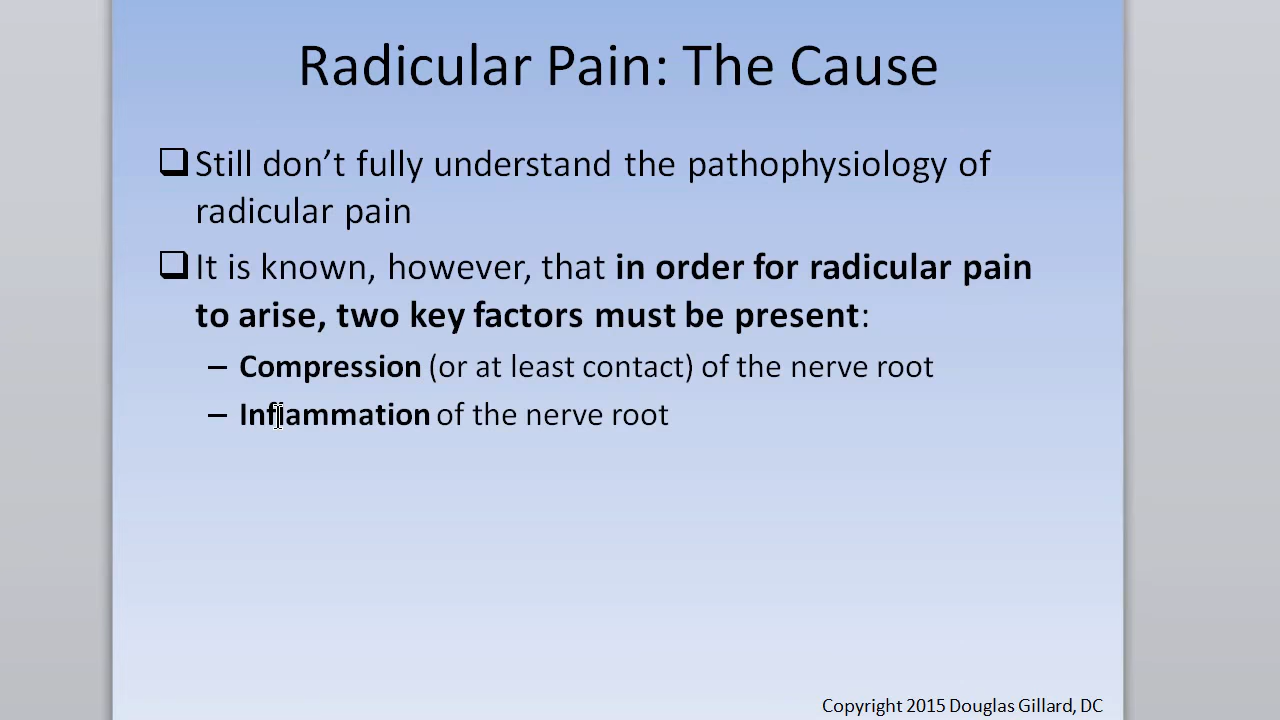 Radicular Pain: The Cause
Still don’t fully understand the pathophysiology of
radicular pain
It is known, however, that in order for radicular pain
to arise, two key factors must be present:
– Compression (or at least contact) of the nerve root
– Inflammation of the nerve root
Copyright 2015 Douglas Gillard, DC